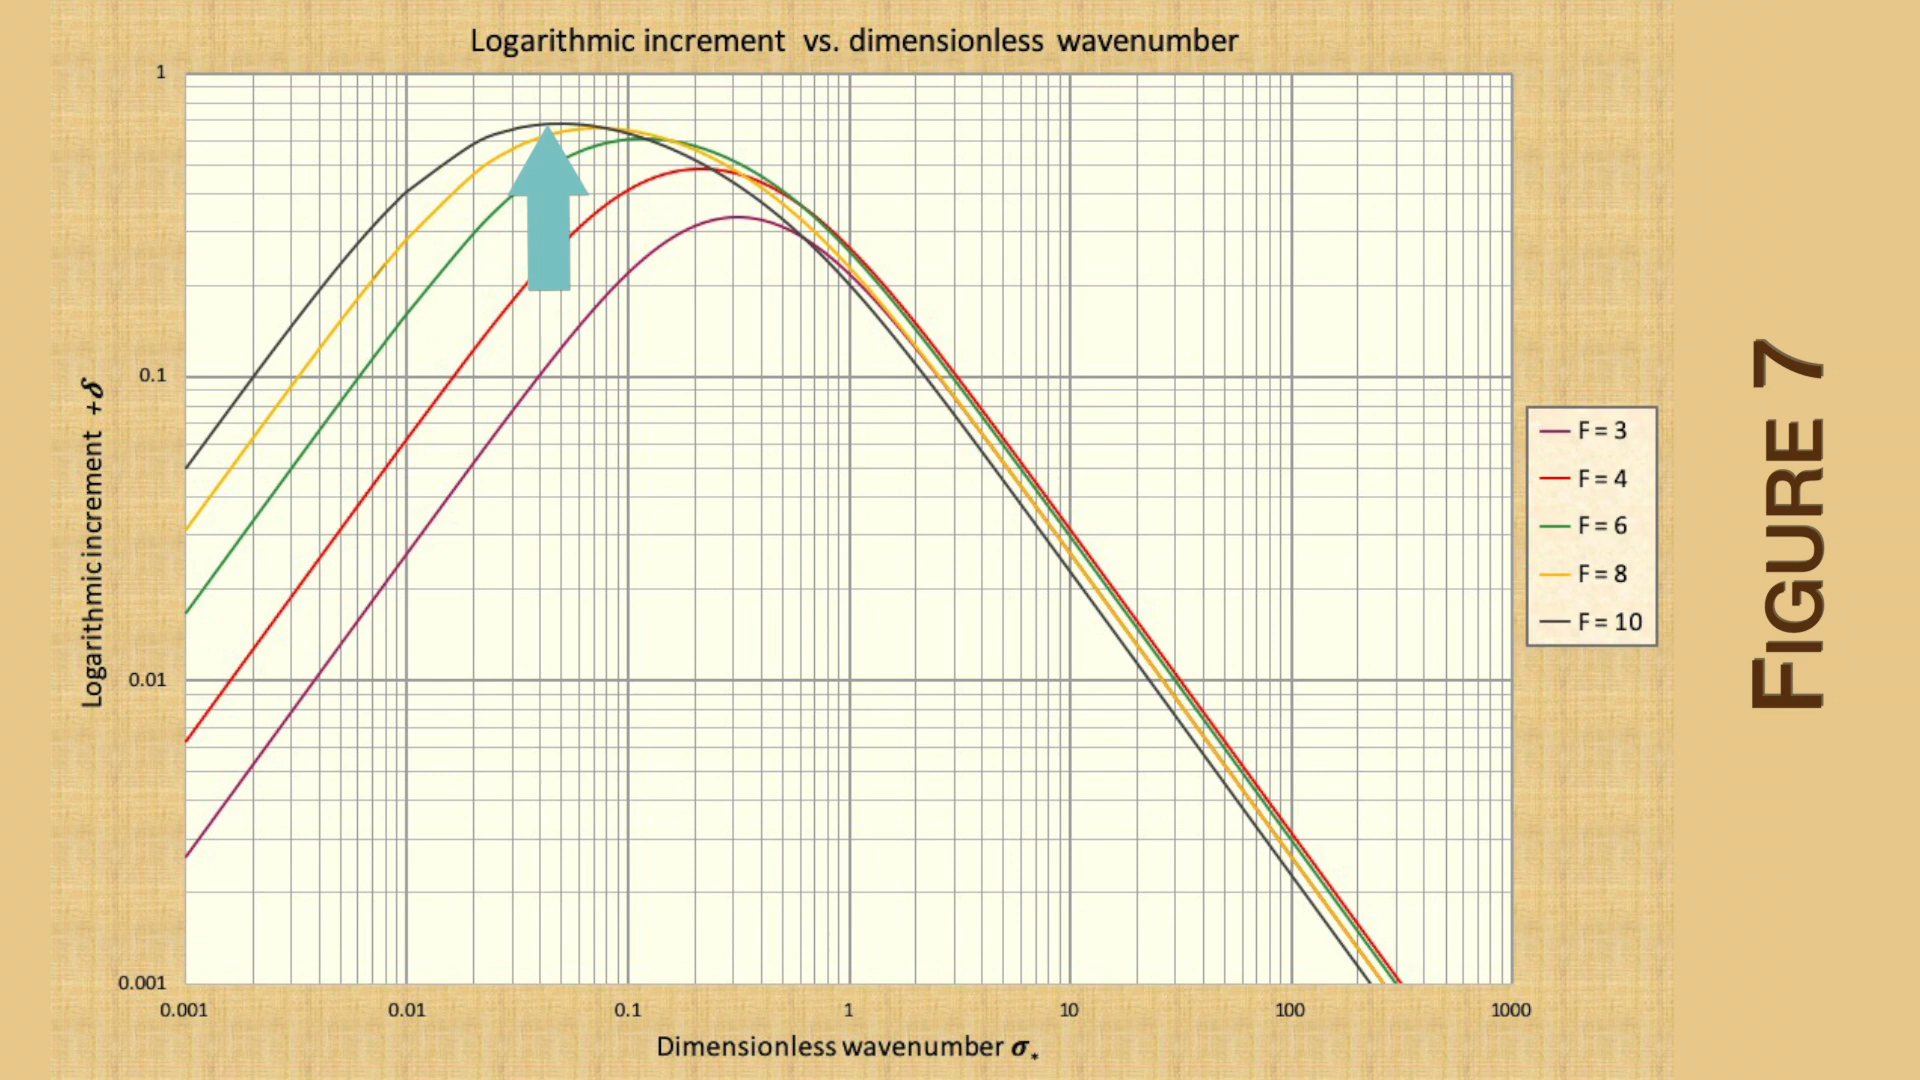 Logarithmic increment vs. dimensionless wavenumber
1
0.1
0.01
0.001
Logarithmic increment +δ
0.001 0.01 0.1 1 10 100 1000
Dimensionless wavenumber σ*
F = 3
F = 4
F = 6
F = 8
F = 10
FIGURE 7